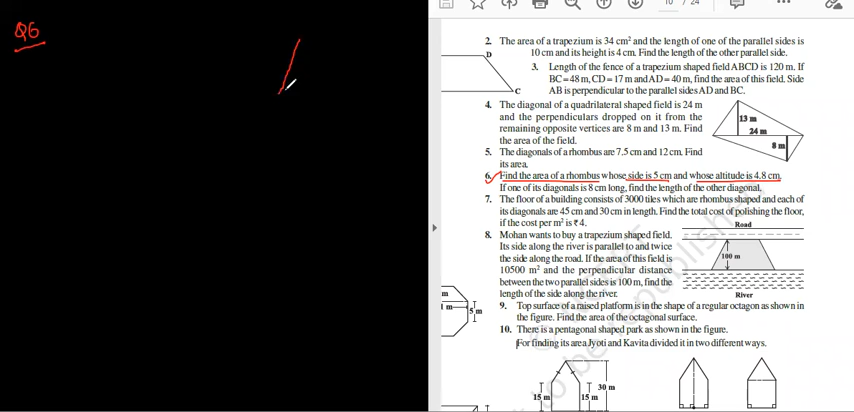 Q6
10 / 24
2. The area of a trapezium is 34 cm² and the length of one of the parallel sides is
10 cm and its height is 4 cm. Find the length of the other parallel side.
D
3. Length of the fence of a trapezium shaped field ABCD is 120 m. If
BC = 48 m, CD = 17 m and AD = 40 m, find the area of this field. Side
AB is perpendicular to the parallel sides AD and BC.
C
4. The diagonal of a quadrilateral shaped field is 24 m
and the perpendiculars dropped on it from the
remaining opposite vertices are 8 m and 13 m. Find
the area of the field.
13 m
24 m
8 m
5. The diagonals of a rhombus are 7.5 cm and 12 cm. Find
its area.
6. Find the area of a rhombus whose side is 5 cm and whose altitude is 4.8 cm.
If one of its diagonals is 8 cm long, find the length of the other diagonal.
7. The floor of a building consists of 3000 tiles which are rhombus shaped and each of
its diagonals are 45 cm and 30 cm in length. Find the total cost of polishing the floor,
if the cost per m² is ₹ 4.
8. Mohan wants to buy a trapezium shaped field.
Its side along the river is parallel to and twice
the side along the road. If the area of this field is
10500 m² and the perpendicular distance
between the two parallel sides is 100 m, find the
length of the side along the river.
Road
100 m
River
m
5 m
9. Top surface of a raised platform is in the shape of a regular octagon as shown in
the figure. Find the area of the octagonal surface.
10. There is a pentagonal shaped park as shown in the figure.
For finding its area Jyoti and Kavita divided it in two different ways.
15 m
15 m
30 m